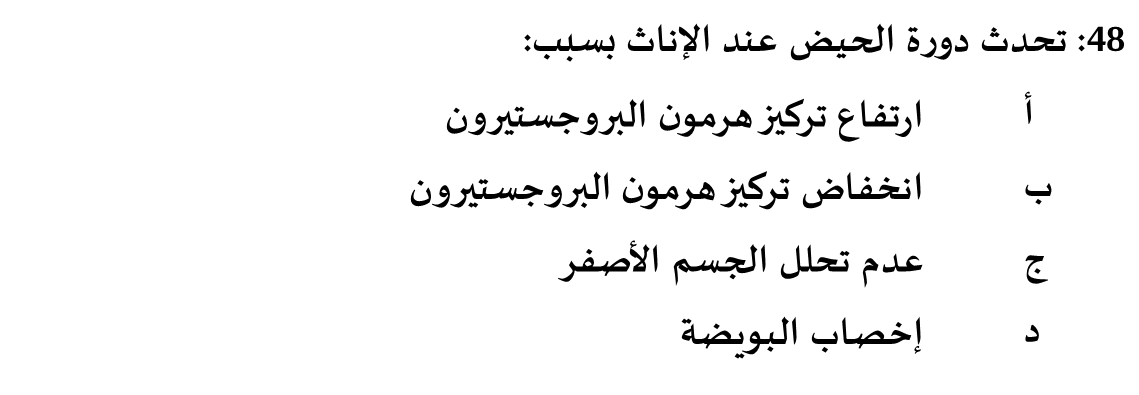 48: تحدث دورة الحيض عند الإناث بسبب:
أ ارتفاع تركيز هرمون البروجستيرون
ب انخفاض تركيز هرمون البروجستيرون
ج عدم تحلل الجسم الأصفر
د إخصاب البويضة